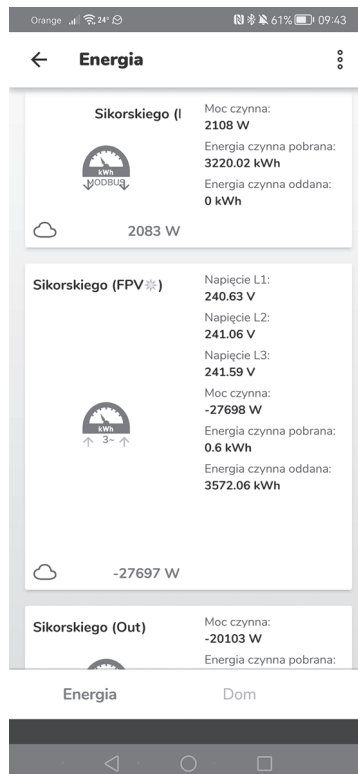 Orange 24° 61% 09:43
Energia
Sikorskiego (I
kWh
MODBUS
2083 W
Moc czynna:
2108 W
Energia czynna pobrana:
3220.02 kWh
Energia czynna oddana:
0 kWh
Sikorskiego (FPV☀)
kWh
3~
-27697 W
Napięcie L1:
240.63 V
Napięcie L2:
241.06 V
Napięcie L3:
241.59 V
Moc czynna:
-27698 W
Energia czynna pobrana:
0.6 kWh
Energia czynna oddana:
3572.06 kWh
Sikorskiego (Out)
Moc czynna:
-20103 W
Energia czynna pobrana:
Energia
Dom